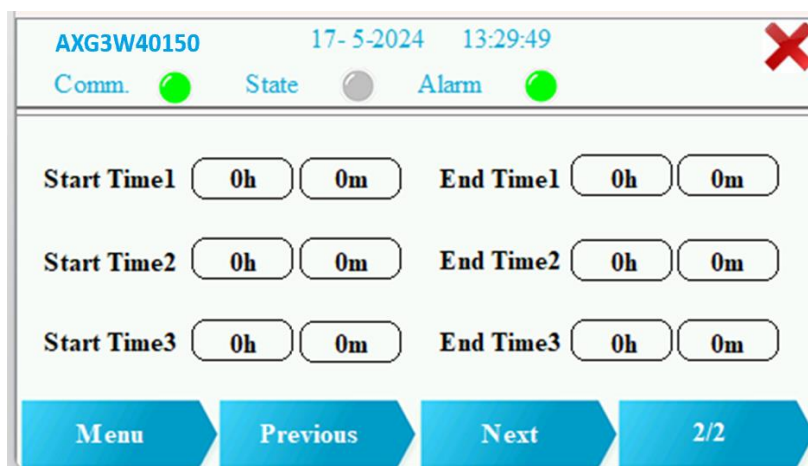 AXG3W40150 17- 5-2024 13:29:49
Comm. State Alarm
Start Time1 0h 0m End Time1 0h 0m
Start Time2 0h 0m End Time2 0h 0m
Start Time3 0h 0m End Time3 0h 0m
Menu Previous Next 2/2